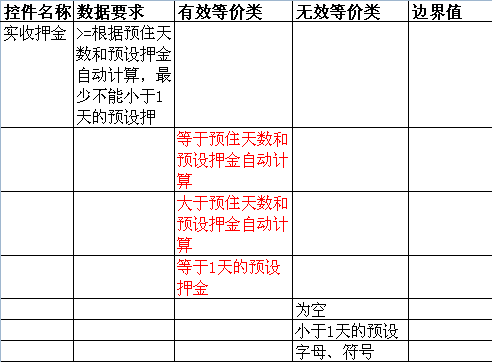 控件名称 数据要求 有效等价类 无效等价类 边界值
实收押金 >=根据预住天
数和预设押金
自动计算，最
少不能小于1
天的预设押
等于预住天数和
预设押金自动计
算
大于预住天数和
预设押金自动计
算
等于1天的预设
押金
为空
小于1天的预设
字母、符号